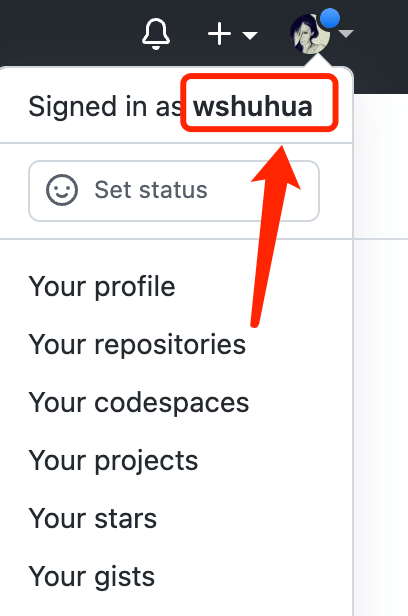 Signed in as wshuhua
Set status
Your profile
Your repositories
Your codespaces
Your projects
Your stars
Your gists